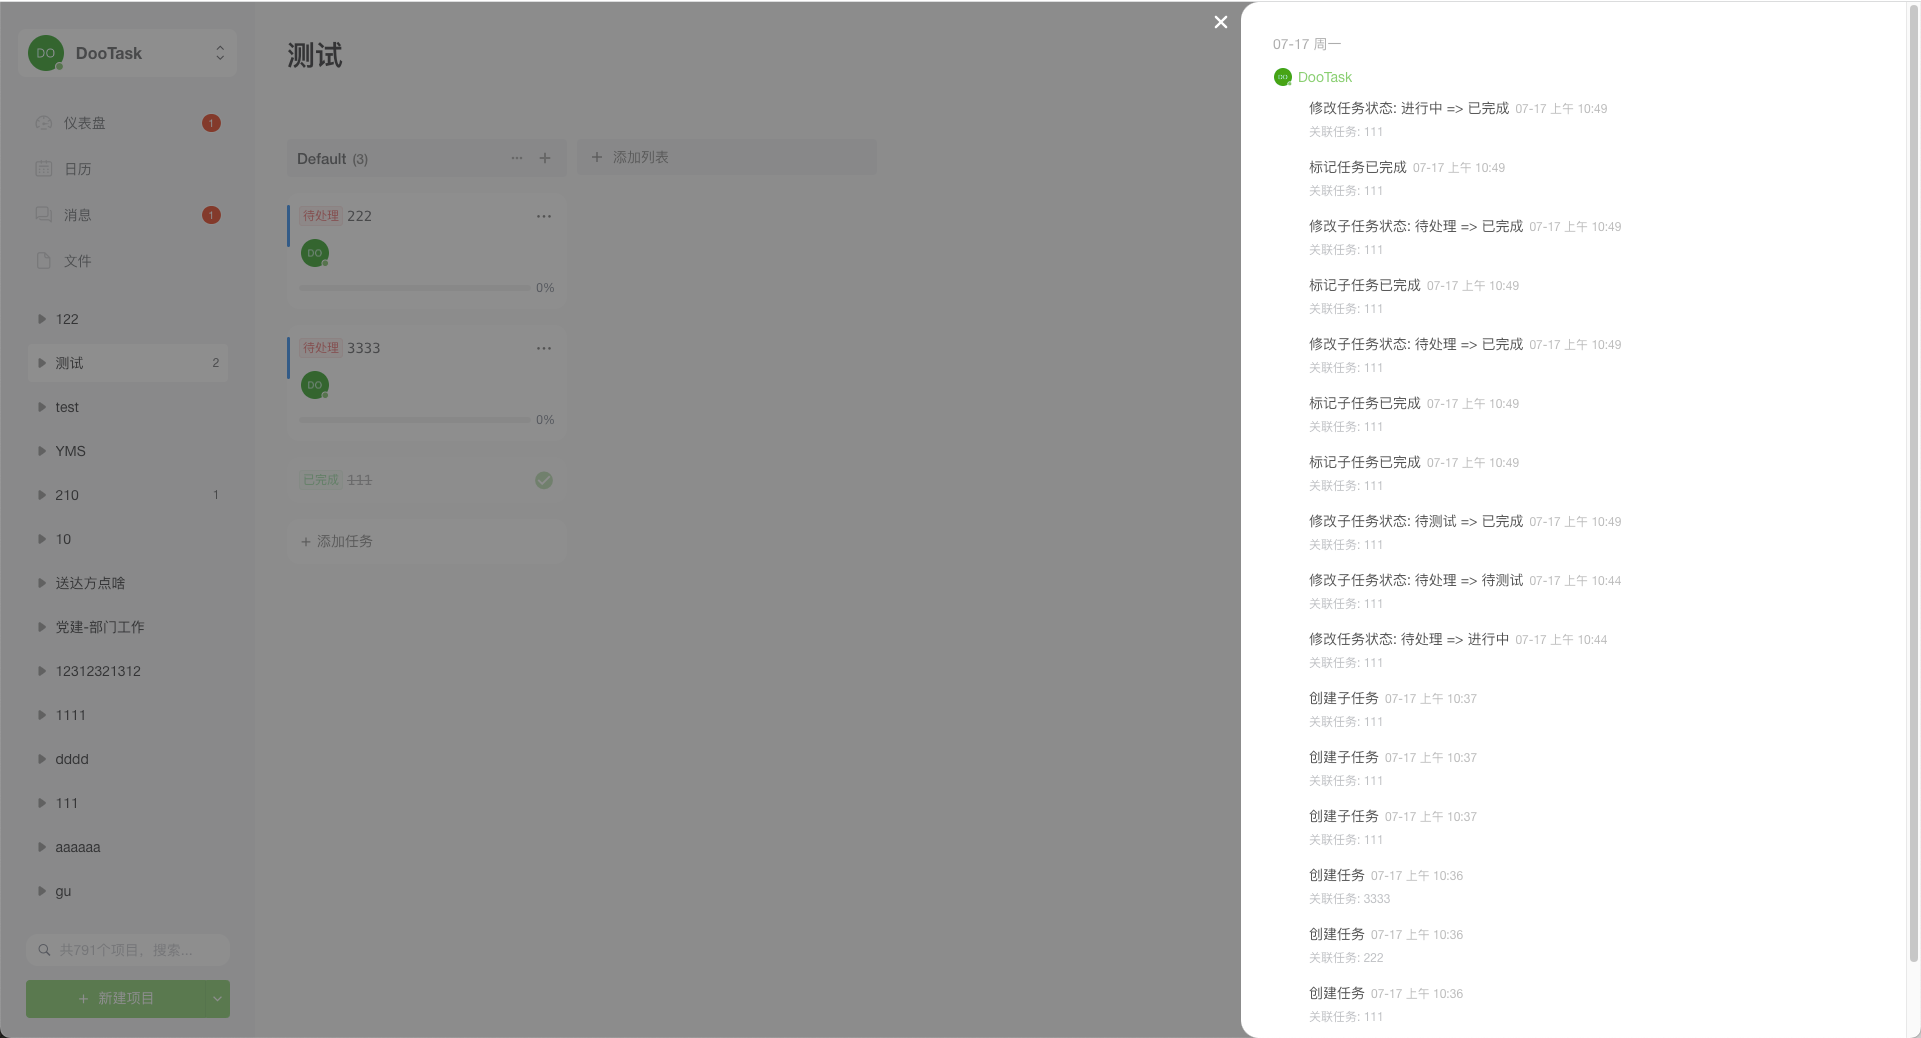 DO
DooTask
仪表盘
1
日历
消息
1
文件
122
测试
2
test
YMS
210
1
10
送达方点啥
党建-部门工作
12312321312
1111
dddd
111
aaaaaa
gu
共791个项目，搜索...
+ 新建项目
测试
Default (3)
... +
+ 添加列表
待处理 222
...
DO
0%
待处理 3333
...
DO
0%
已完成 111
+ 添加任务
07-17 周一
DO DooTask
修改任务状态: 进行中 => 已完成 07-17 上午 10:49
关联任务: 111
标记任务已完成 07-17 上午 10:49
关联任务: 111
修改子任务状态: 待处理 => 已完成 07-17 上午 10:49
关联任务: 111
标记子任务已完成 07-17 上午 10:49
关联任务: 111
修改子任务状态: 待处理 => 已完成 07-17 上午 10:49
关联任务: 111
标记子任务已完成 07-17 上午 10:49
关联任务: 111
标记子任务已完成 07-17 上午 10:49
关联任务: 111
修改子任务状态: 待测试 => 已完成 07-17 上午 10:49
关联任务: 111
修改子任务状态: 待处理 => 待测试 07-17 上午 10:44
关联任务: 111
修改任务状态: 待处理 => 进行中 07-17 上午 10:44
关联任务: 111
创建子任务 07-17 上午 10:37
关联任务: 111
创建子任务 07-17 上午 10:37
关联任务: 111
创建子任务 07-17 上午 10:37
关联任务: 111
创建任务 07-17 上午 10:36
关联任务: 3333
创建任务 07-17 上午 10:36
关联任务: 222
创建任务 07-17 上午 10:36
关联任务: 111